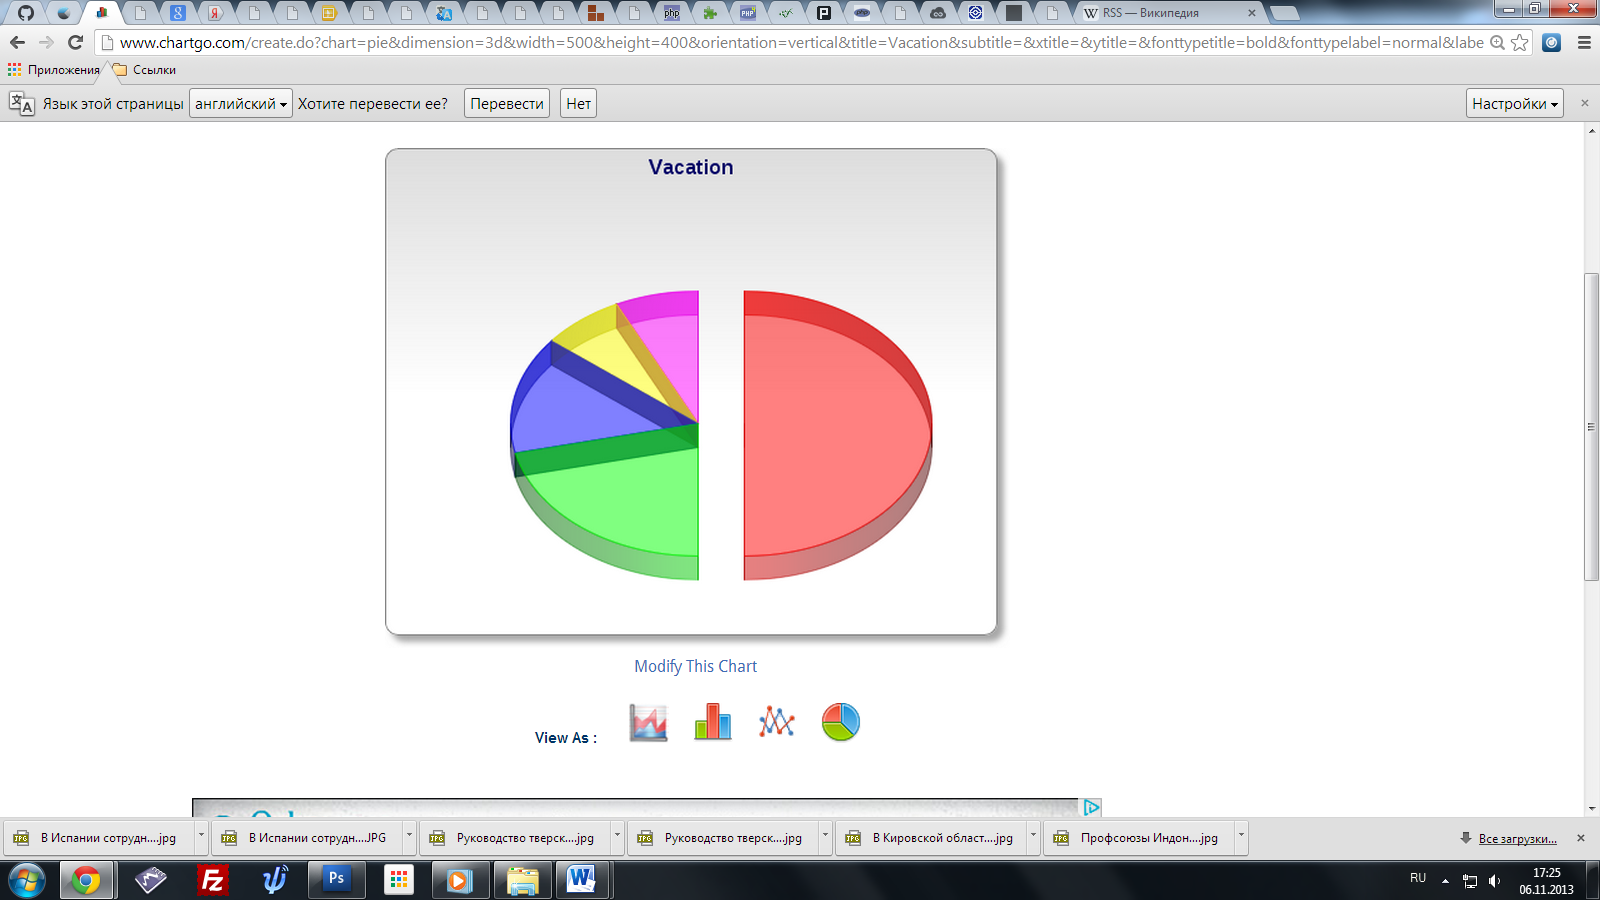 RSS — Википедия
www.chartgo.com/create.do?chart=pie&dimension=3d&width=500&height=400&orientation=vertical&title=Vacation&subtitle=&xtitle=&ytitle=&fonttypetitle=bold&fonttypelabel=normal&labe
Приложения Ссылки
Язык этой страницы английский Хотите перевести ее? Перевести Нет Настройки
Vacation
Modify This Chart
View As :
В Испании сотрудн....jpg В Испании сотрудн....JPG Руководство тверск....jpg Руководство тверск....jpg В Кировской област....jpg Профсоюзы Индон....jpg Все загрузки...
Ps RU 17:25
06.11.2013